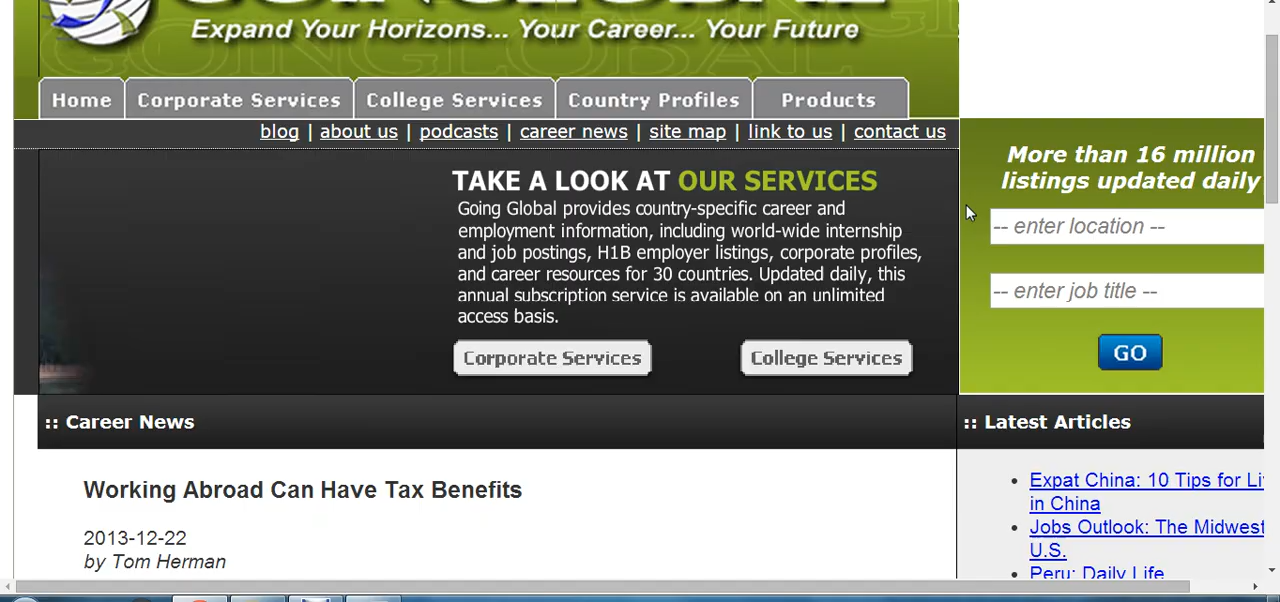 Expand Your Horizons... Your Career... Your Future
Home
Corporate Services
College Services
Country Profiles
Products
blog | about us | podcasts | career news | site map | link to us | contact us
TAKE A LOOK AT OUR SERVICES
Going Global provides country-specific career and
employment information, including world-wide internship
and job postings, H1B employer listings, corporate profiles,
and career resources for 30 countries. Updated daily, this
annual subscription service is available on an unlimited
access basis.
Corporate Services
College Services
More than 16 million
listings updated daily
-- enter location --
-- enter job title --
GO
:: Career News
Working Abroad Can Have Tax Benefits
2013-12-22
by Tom Herman
:: Latest Articles
Expat China: 10 Tips for Li
in China
Jobs Outlook: The Midwest
U.S.
Peru: Daily Life